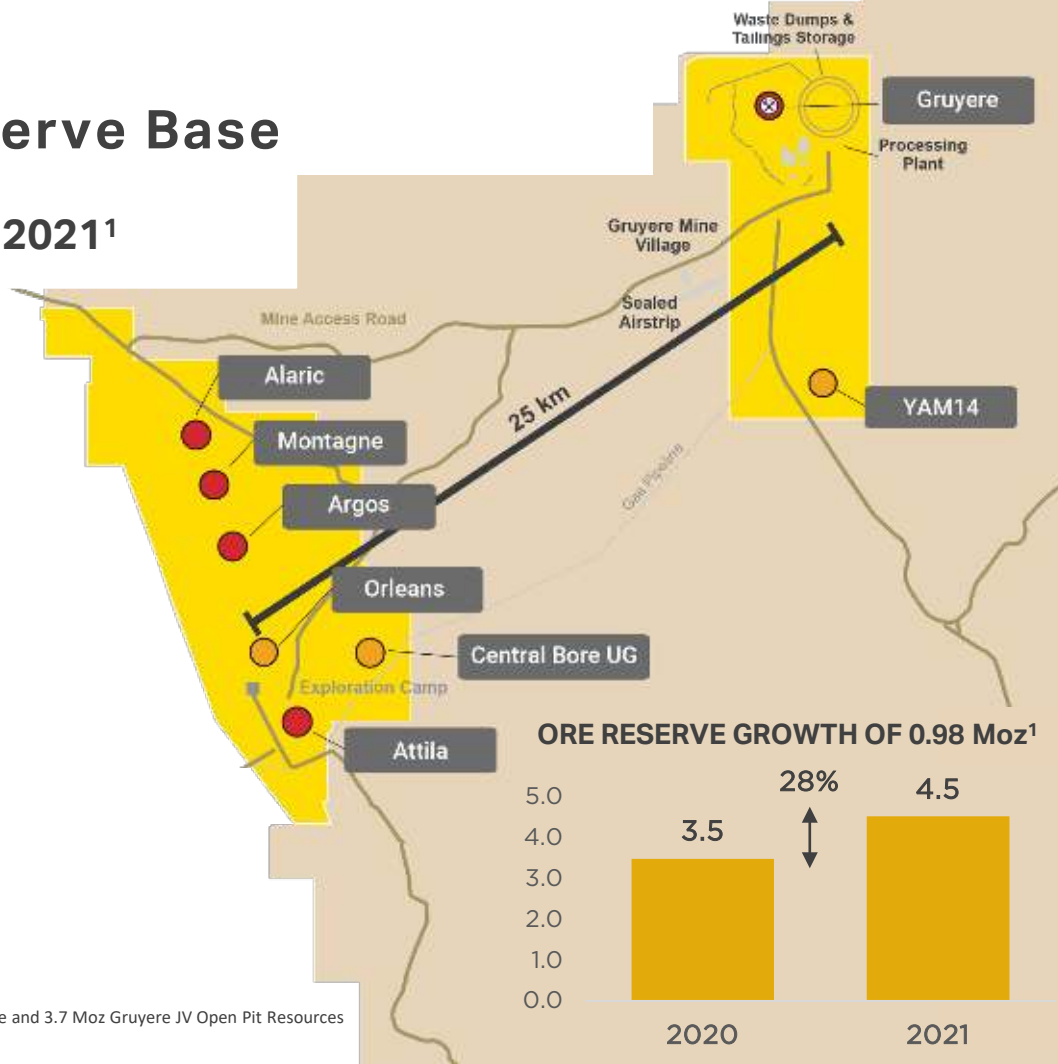 erve Base
2021¹
Waste Dumps &
Tailings Storage
Gruyere
Processing
Plant
Gruyere Mine
Village
Sealed
Airstrip
Mine Access Road
Alaric
Montagne
25 km
YAM14
Argos
Gas Pipeline
Orleans
Central Bore UG
Exploration Camp
Attila
ORE RESERVE GROWTH OF 0.98 Moz¹
28%
5.0
4.5
4.0
3.5
3.0
2.0
1.0
0.0
2020
2021
e and 3.7 Moz Gruyere JV Open Pit Resources